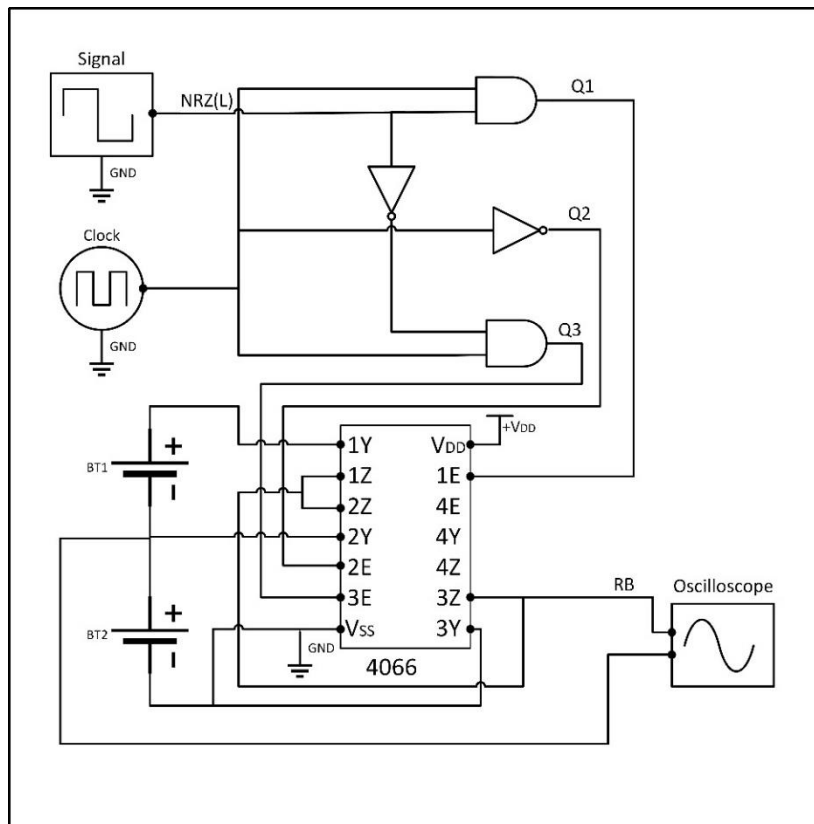 Signal
NRZ(L)
GND
Q1
Q2
Clock
GND
Q3
+VDD
BT1
+
-
1Y
1Z
2Z
2Y
2E
3E
VSS
VDD
1E
4E
4Y
4Z
3Z
3Y
BT2
+
-
GND
4066
RB
Oscilloscope